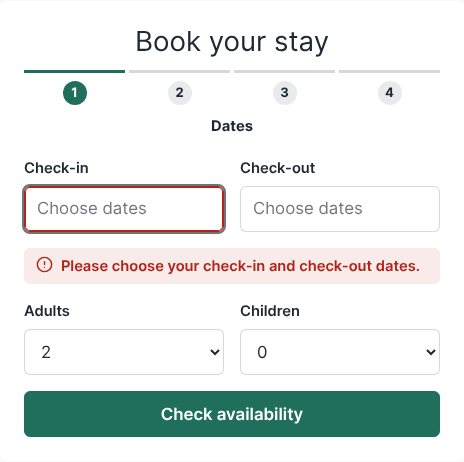 Book your stay
1 2 3 4
Dates
Check-in Check-out
Choose dates Choose dates
Please choose your check-in and check-out dates.
Adults Children
2 0
Check availability